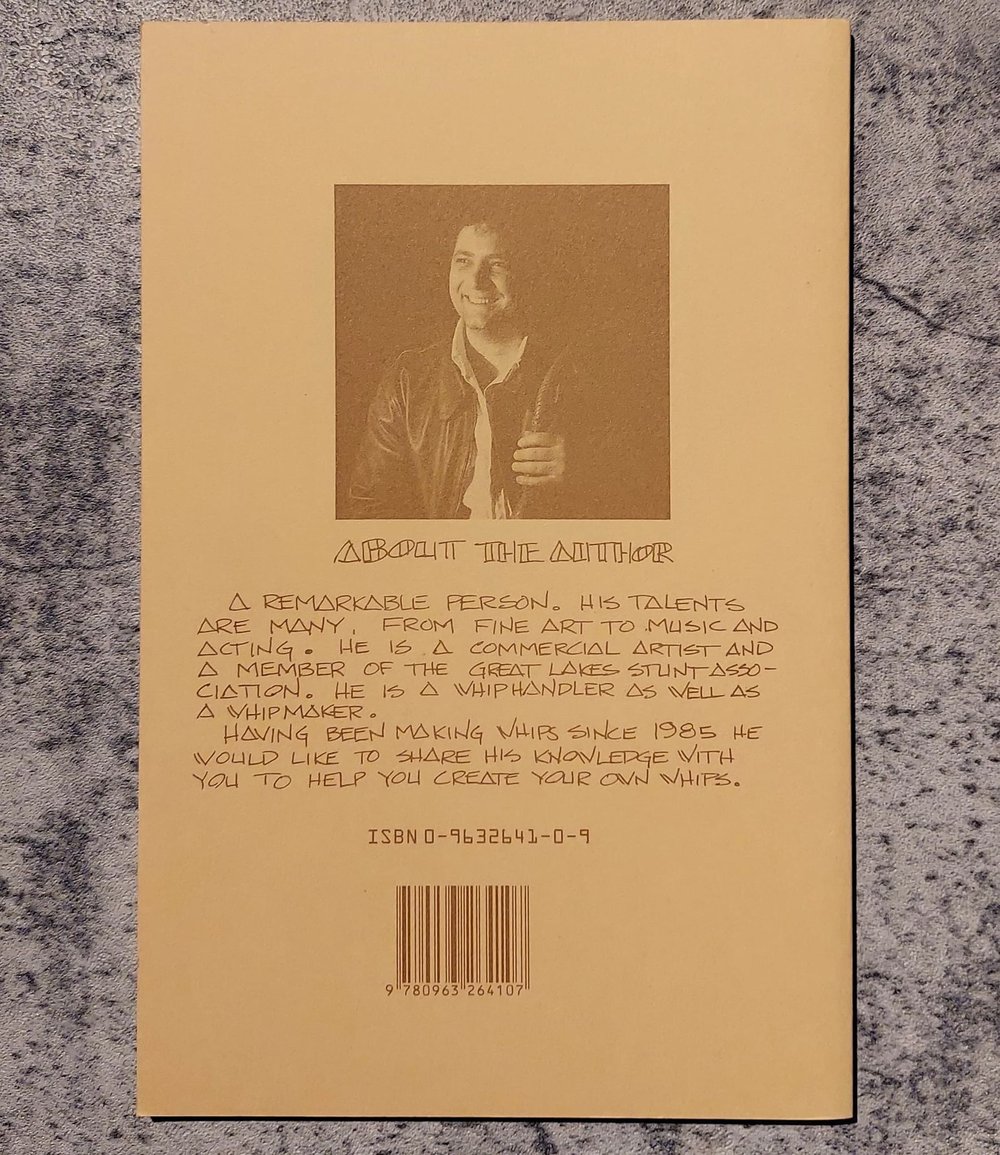 ABOUT THE AUTHOR
A REMARKABLE PERSON. HIS TALENTS
ARE MANY, FROM FINE ART TO MUSIC AND
ACTING. HE IS A COMMERCIAL ARTIST AND
A MEMBER OF THE GREAT LAKES STUNT ASSO-
CIATION. HE IS A WHIPHANDLER AS WELL AS
A WHIPMAKER.
HAVING BEEN MAKING WHIPS SINCE 1985 HE
WOULD LIKE TO SHARE HIS KNOWLEDGE WITH
YOU TO HELP YOU CREATE YOUR OWN WHIPS.
ISBN 0-9632641-0-9
9 780963 264107